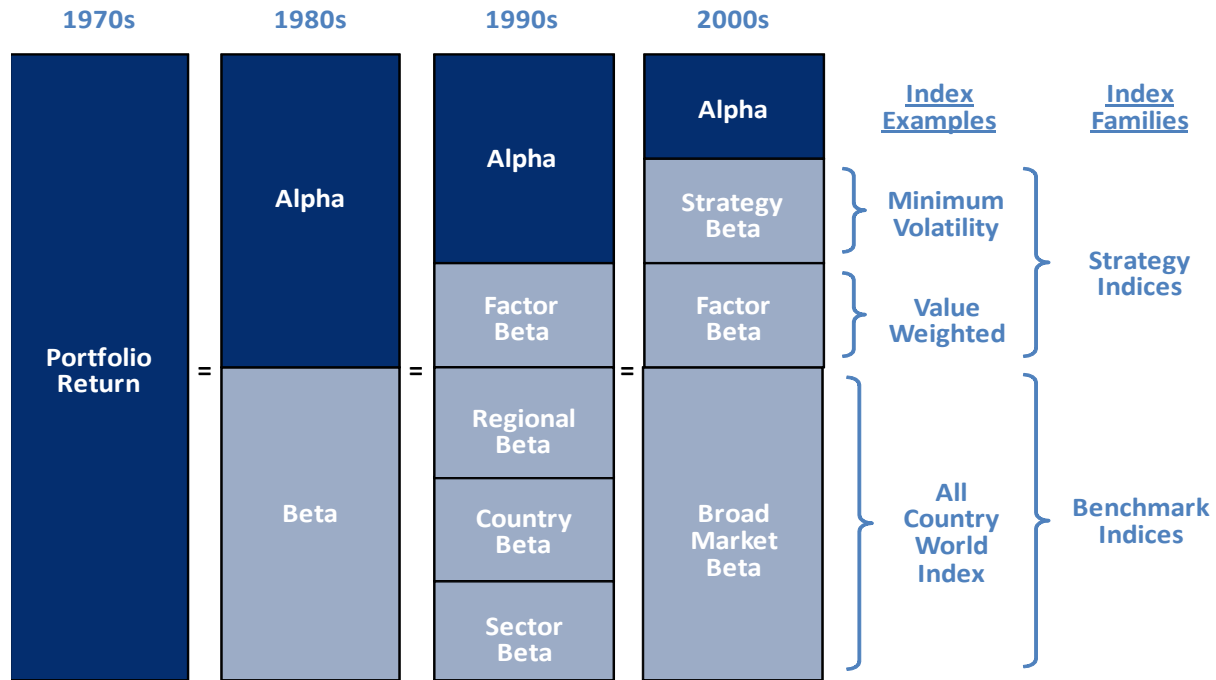 1970s
1980s
1990s
2000s
Portfolio
Return
=
Alpha
Beta
=
Alpha
Factor
Beta
Regional
Beta
Country
Beta
Sector
Beta
=
Alpha
Strategy
Beta
Factor
Beta
Broad
Market
Beta
Index
Examples
Minimum
Volatility
Value
Weighted
All
Country
World
Index
Index
Families
Strategy
Indices
Benchmark
Indices